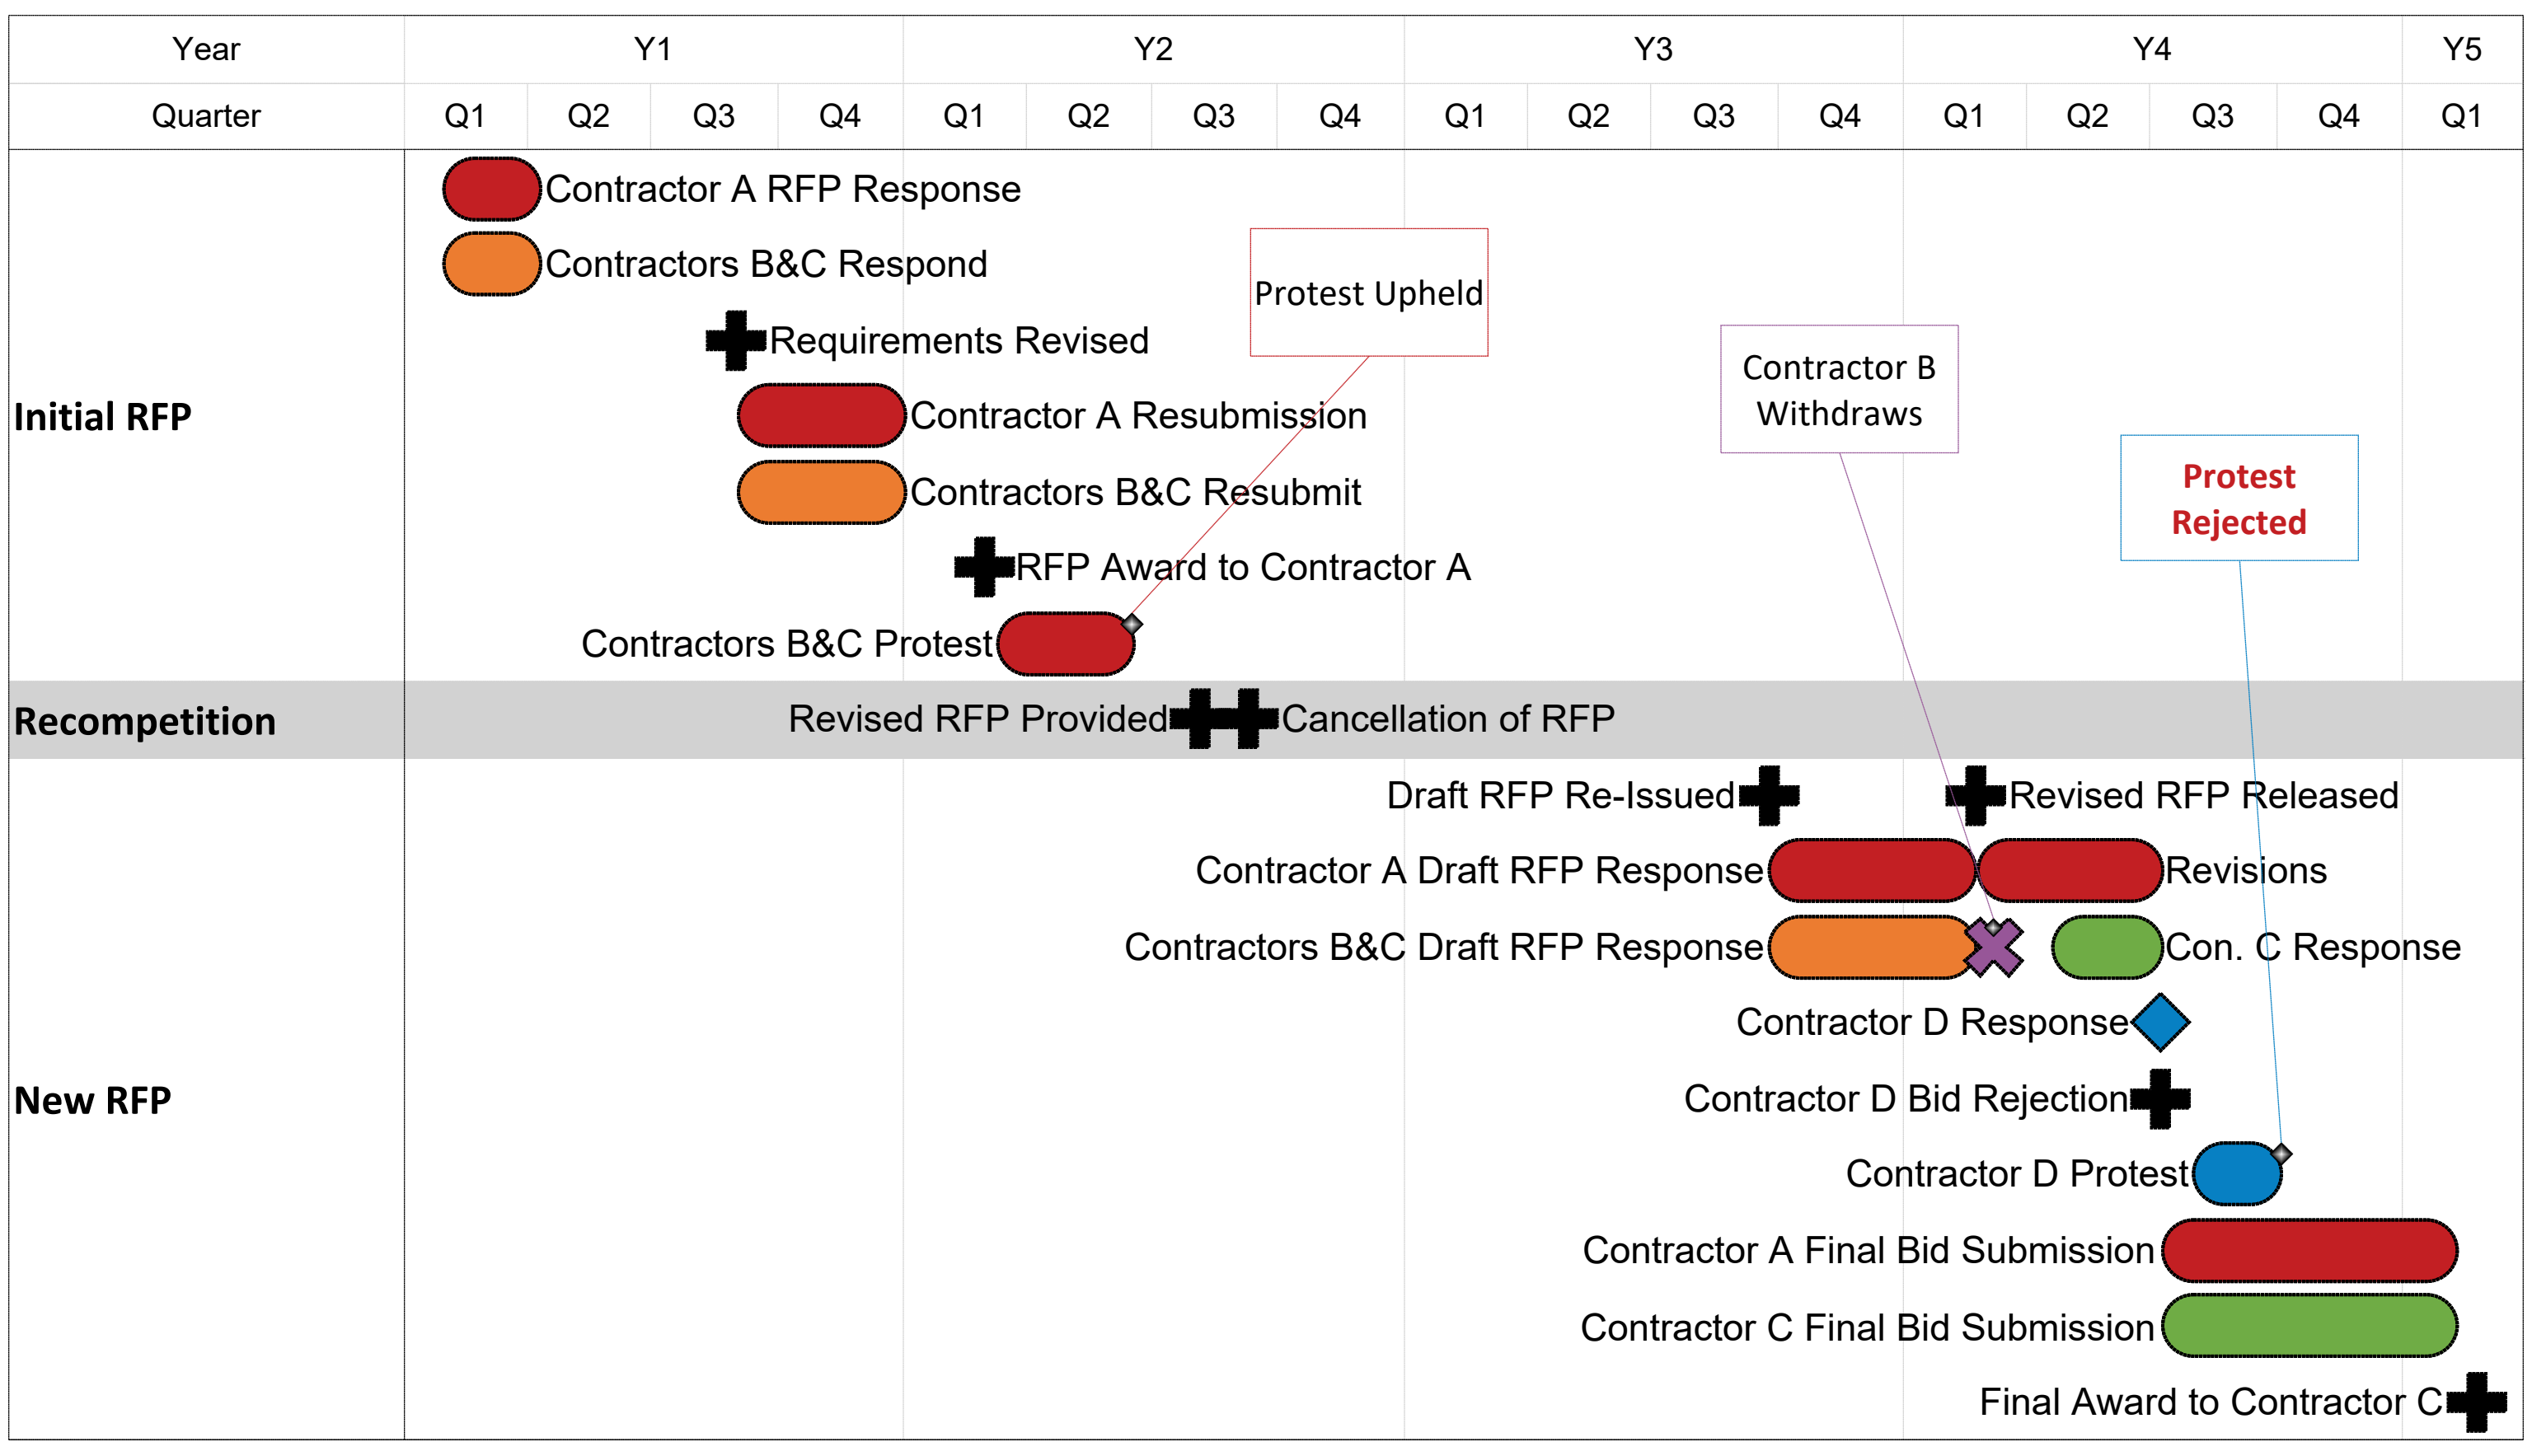 Year Y1 Y2 Y3 Y4 Y5
Quarter Q1 Q2 Q3 Q4 Q1 Q2 Q3 Q4 Q1 Q2 Q3 Q4 Q1 Q2 Q3 Q4 Q1
Initial RFP
Contractor A RFP Response
Contractors B&C Respond
Protest Upheld
Requirements Revised
Contractor B
Withdraws
Contractor A Resubmission
Protest
Rejected
Contractors B&C Resubmit
RFP Award to Contractor A
Contractors B&C Protest
Recompetition
Revised RFP Provided Cancellation of RFP
New RFP
Draft RFP Re-Issued Revised RFP Released
Contractor A Draft RFP Response Revisions
Contractors B&C Draft RFP Response Con. C Response
Contractor D Response
Contractor D Bid Rejection
Contractor D Protest
Contractor A Final Bid Submission
Contractor C Final Bid Submission
Final Award to Contractor C